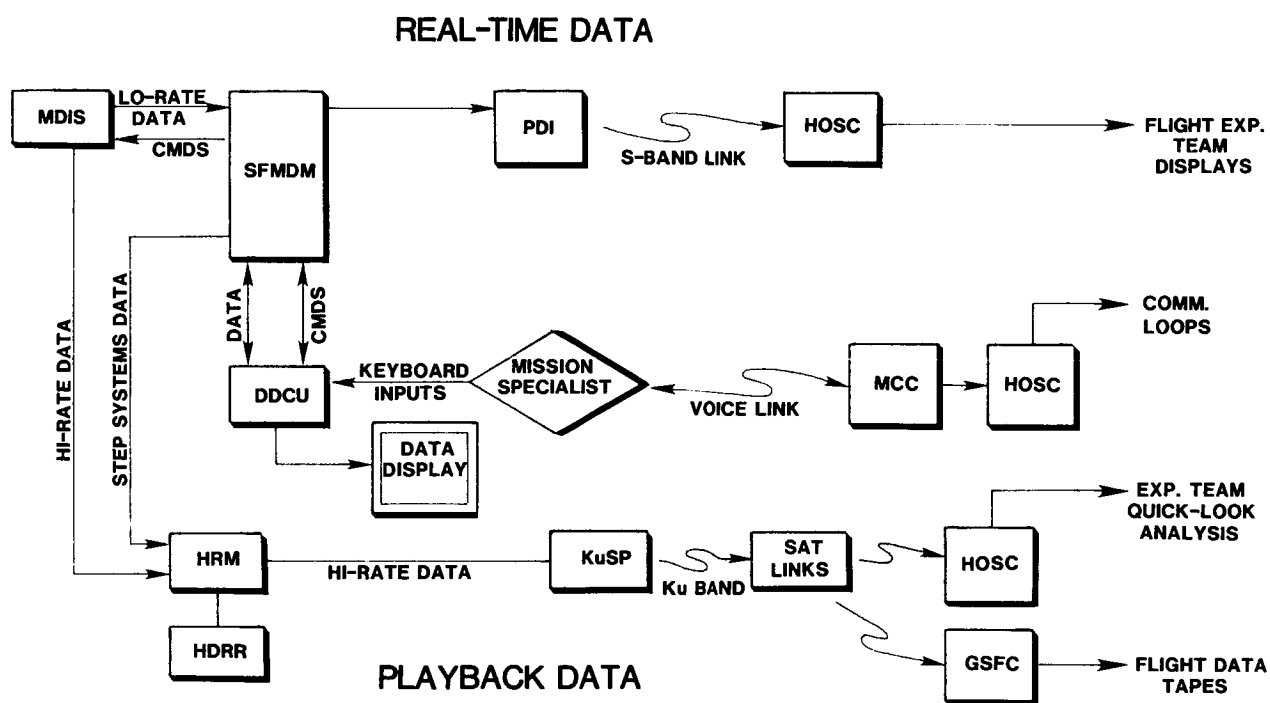 REAL-TIME DATA
MDIS
LO-RATE
DATA
CMDS
SFMDM
PDI
S-BAND LINK
HOSC
FLIGHT EXP.
TEAM
DISPLAYS
HI-RATE DATA
STEP SYSTEMS DATA
DATA
CMDS
DDCU
KEYBOARD
INPUTS
MISSION
SPECIALIST
VOICE LINK
MCC
HOSC
COMM.
LOOPS
DATA
DISPLAY
HRM
HI-RATE DATA
KuSP
Ku BAND
SAT
LINKS
HOSC
EXP. TEAM
QUICK-LOOK
ANALYSIS
HDRR
GSFC
FLIGHT DATA
TAPES
PLAYBACK DATA